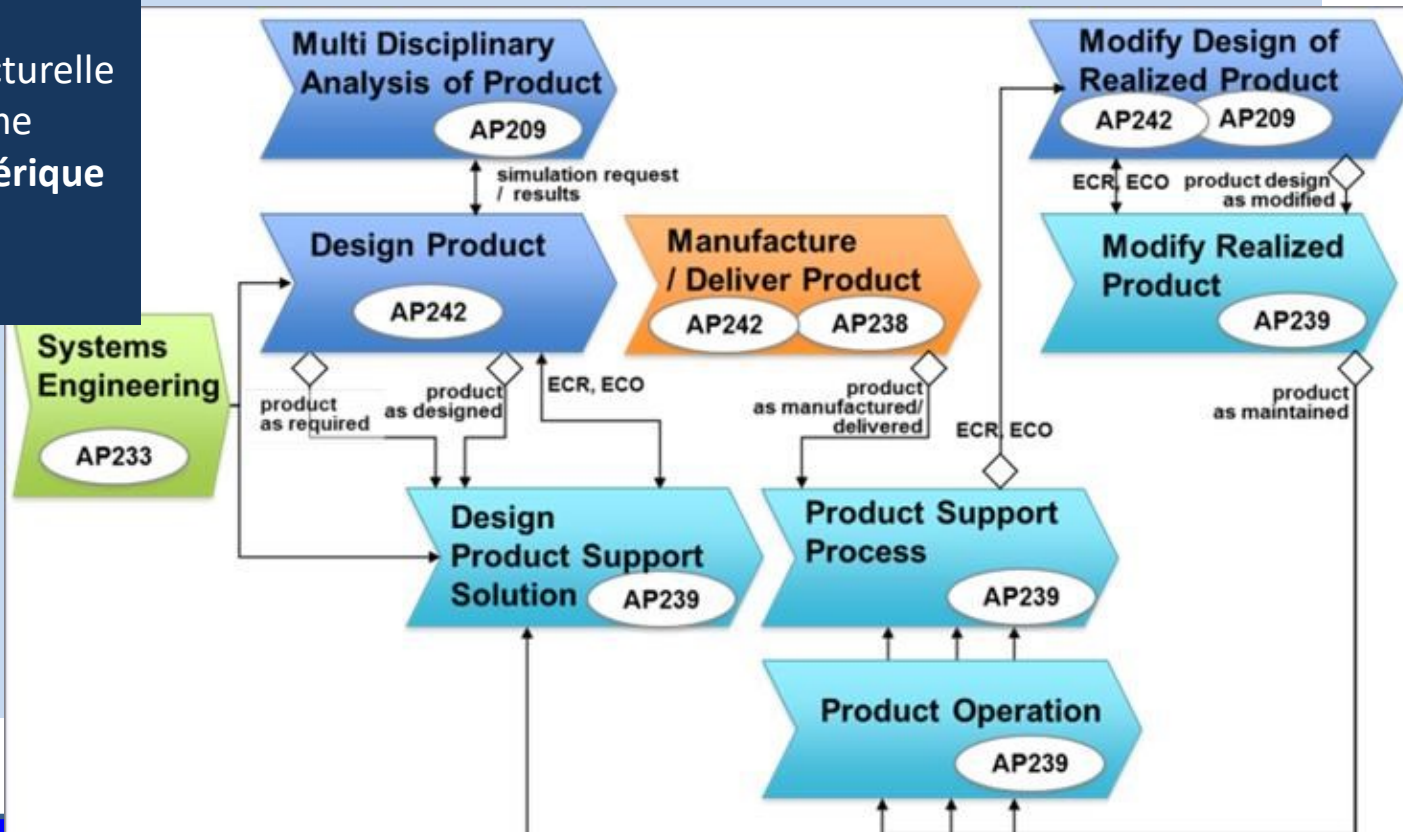 cturelle
ne
érique
Multi Disciplinary
Analysis of Product
AP209
simulation request
/ results
Design Product
AP242
Manufacture
/ Deliver Product
AP242
AP238
Modify Design of
Realized Product
AP242
AP209
ECR, ECO
product design
as modified
Modify Realized
Product
AP239
Systems
Engineering
AP233
product
as required
product
as designed
ECR, ECO
product
as manufactured/
delivered
ECR, ECO
product
as maintained
Design
Product Support
Solution
AP239
Product Support
Process
AP239
Product Operation
AP239